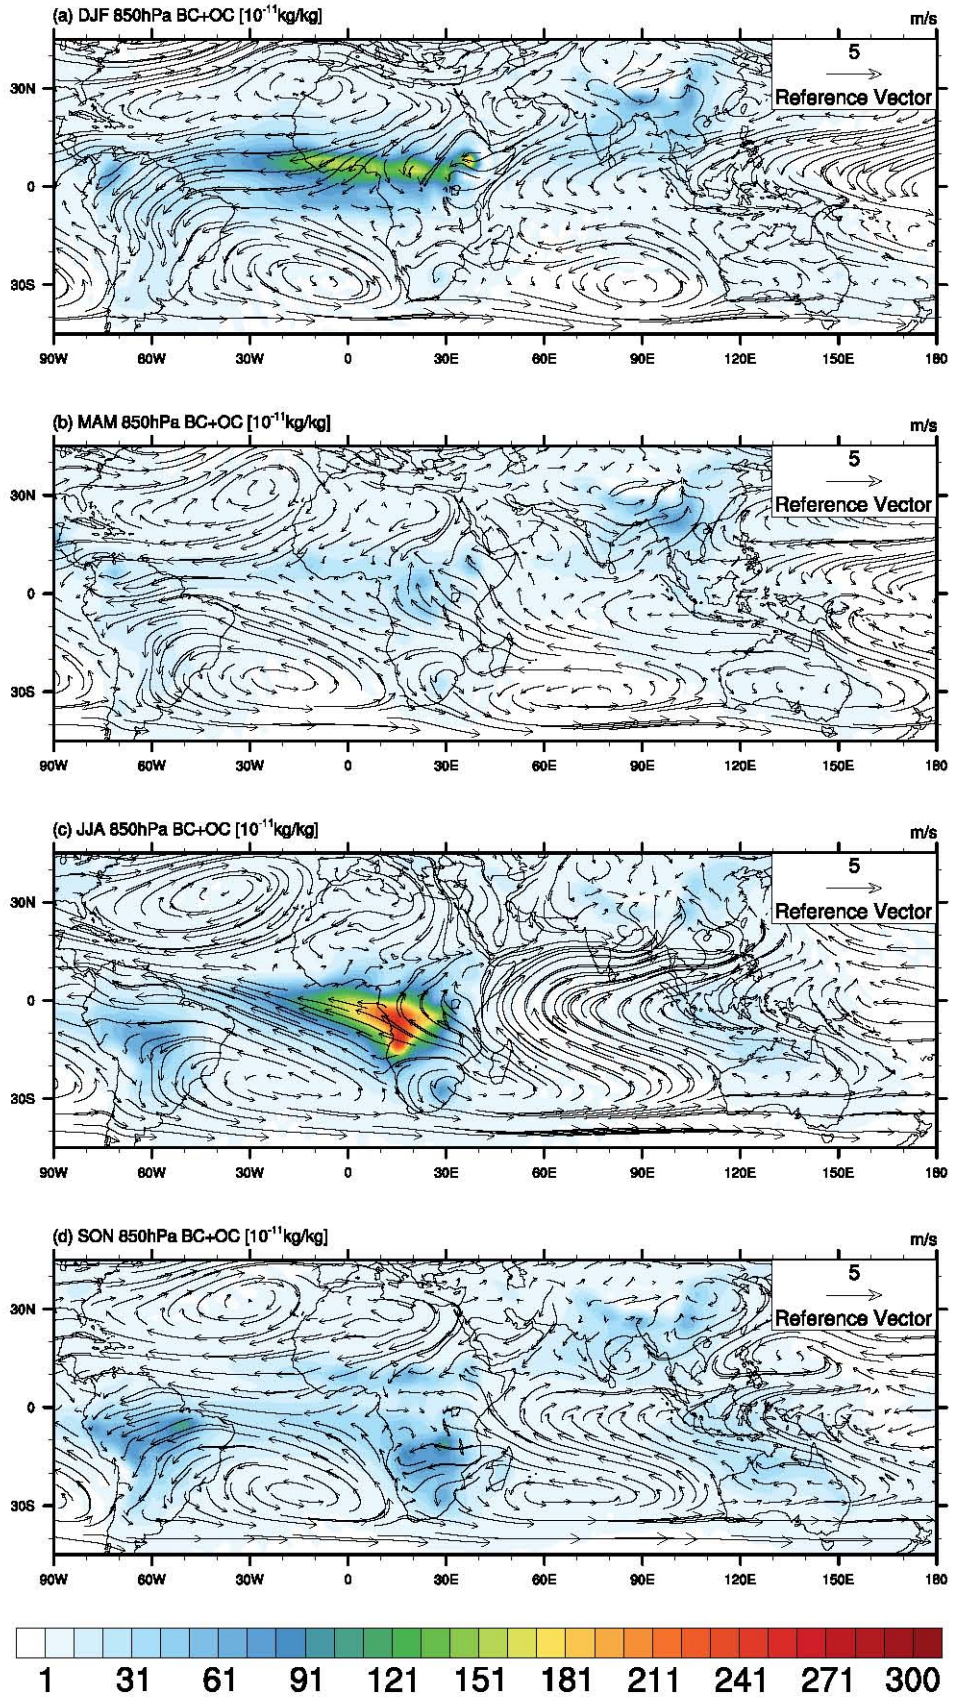 (a) DJF 850hPa BC+OC [10⁻¹¹kg/kg] m/s
5
Reference Vector
30N
0
30S
90W 60W 30W 0 30E 60E 90E 120E 150E 180
(b) MAM 850hPa BC+OC [10⁻¹¹kg/kg] m/s
5
Reference Vector
30N
0
30S
90W 60W 30W 0 30E 60E 90E 120E 150E 180
(c) JJA 850hPa BC+OC [10⁻¹¹kg/kg] m/s
5
Reference Vector
30N
0
30S
90W 60W 30W 0 30E 60E 90E 120E 150E 180
(d) SON 850hPa BC+OC [10⁻¹¹kg/kg] m/s
5
Reference Vector
30N
0
30S
90W 60W 30W 0 30E 60E 90E 120E 150E 180
1 31 61 91 121 151 181 211 241 271 300